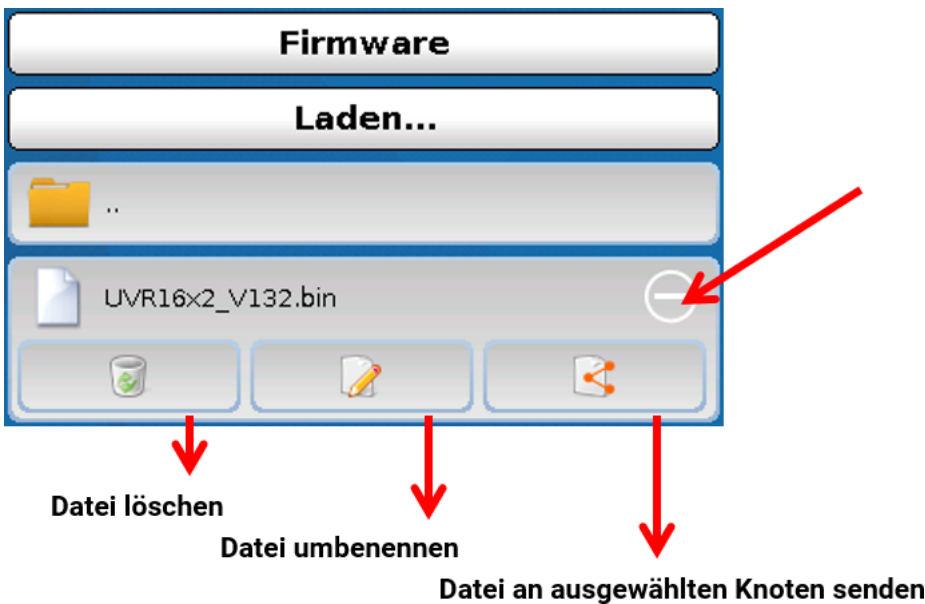 Firmware
Laden...
..
UVR16x2_V132.bin
Datei löschen
Datei umbenennen
Datei an ausgewählten Knoten senden